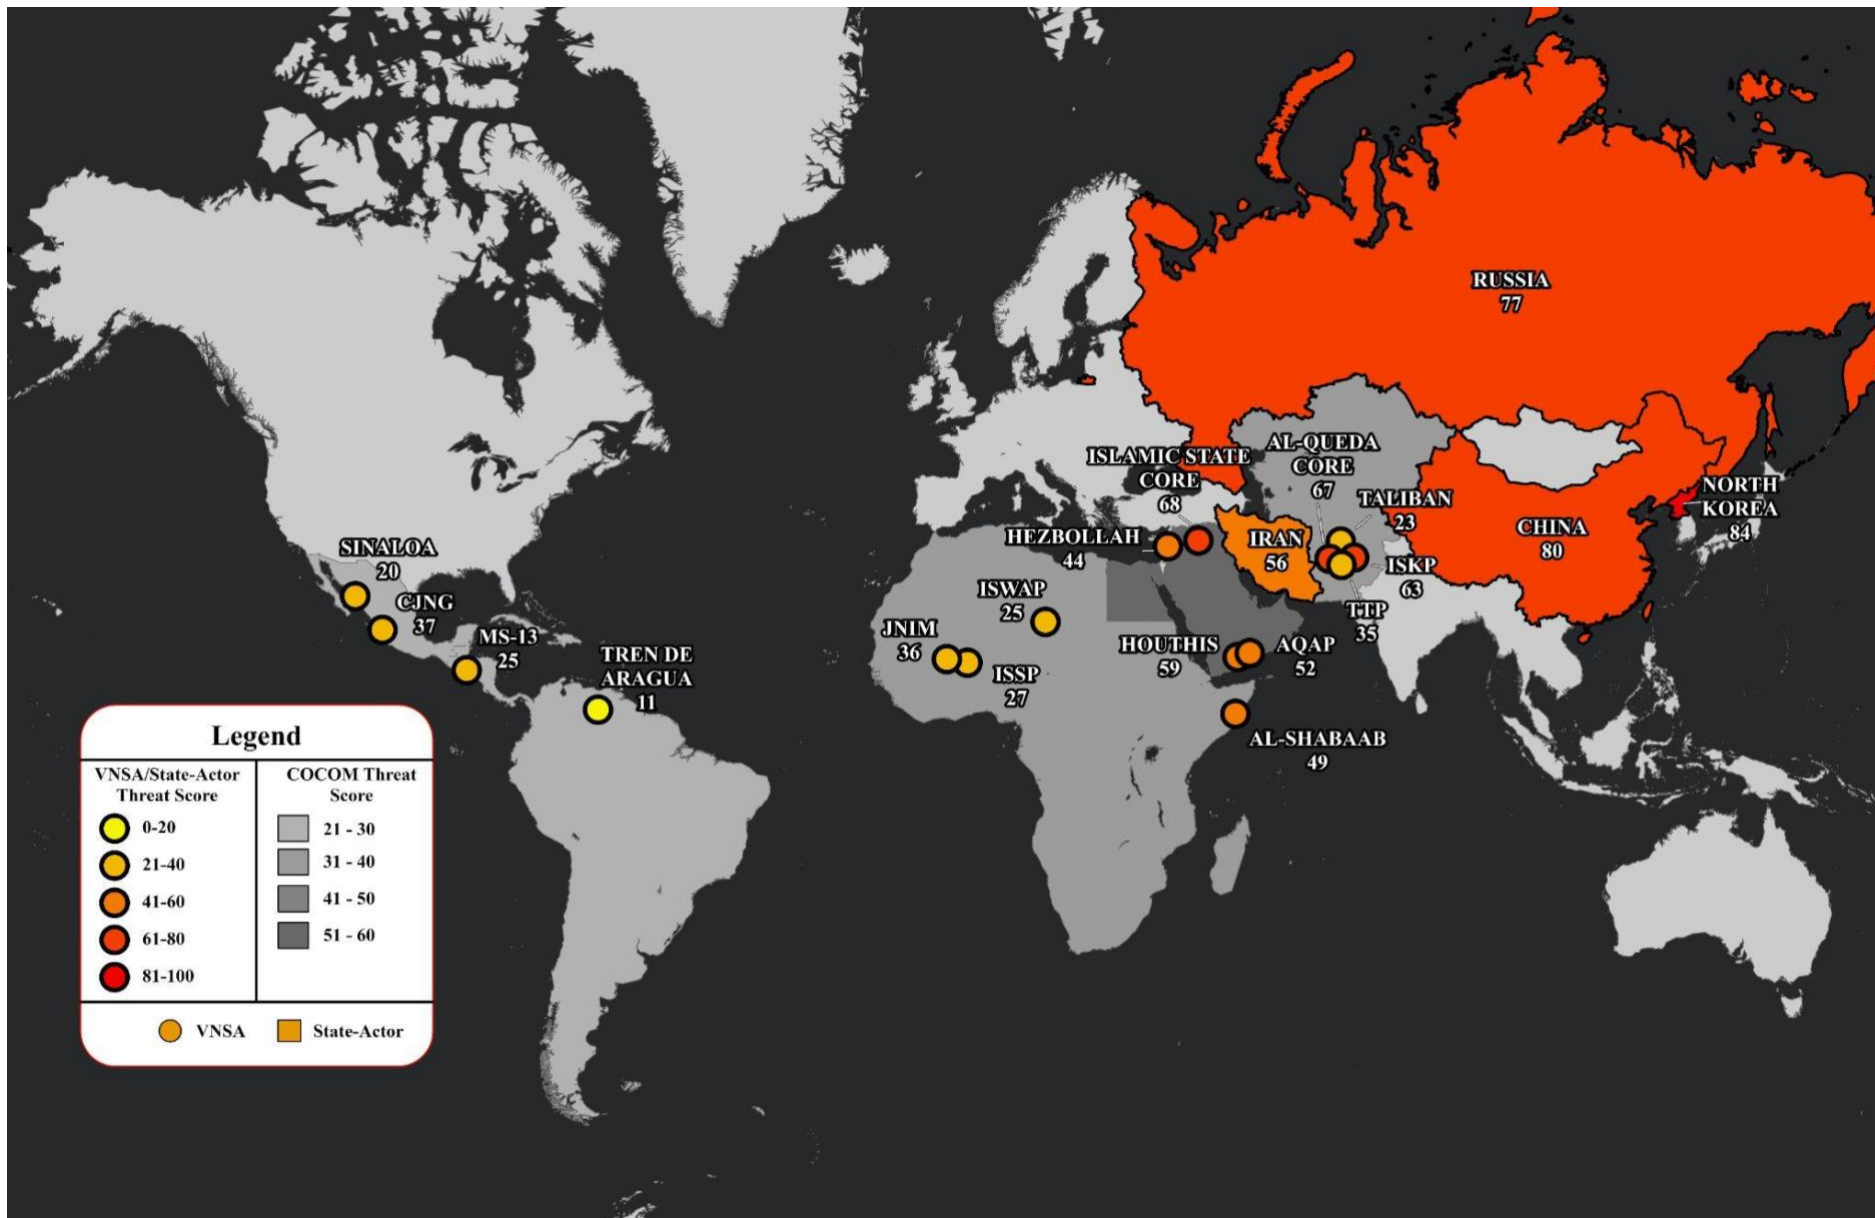 RUSSIA
77
ISLAMIC STATE
CORE
68
AL-QUEDA
CORE
67
TALIBAN
23
NORTH
KOREA
84
CHINA
80
HEZBOLLAH
44
IRAN
56
ISKP
63
TTP
35
SINALOA
20
CJNG
37
MS-13
25
TREN DE
ARAGUA
11
ISWAP
25
JNIM
36
ISSP
27
HOUTHIS
59
AQAP
52
AL-SHABAAB
49
Legend
VNSA/State-Actor
Threat Score
0-20
21-40
41-60
61-80
81-100
COCOM Threat
Score
21 - 30
31 - 40
41 - 50
51 - 60
VNSA
State-Actor